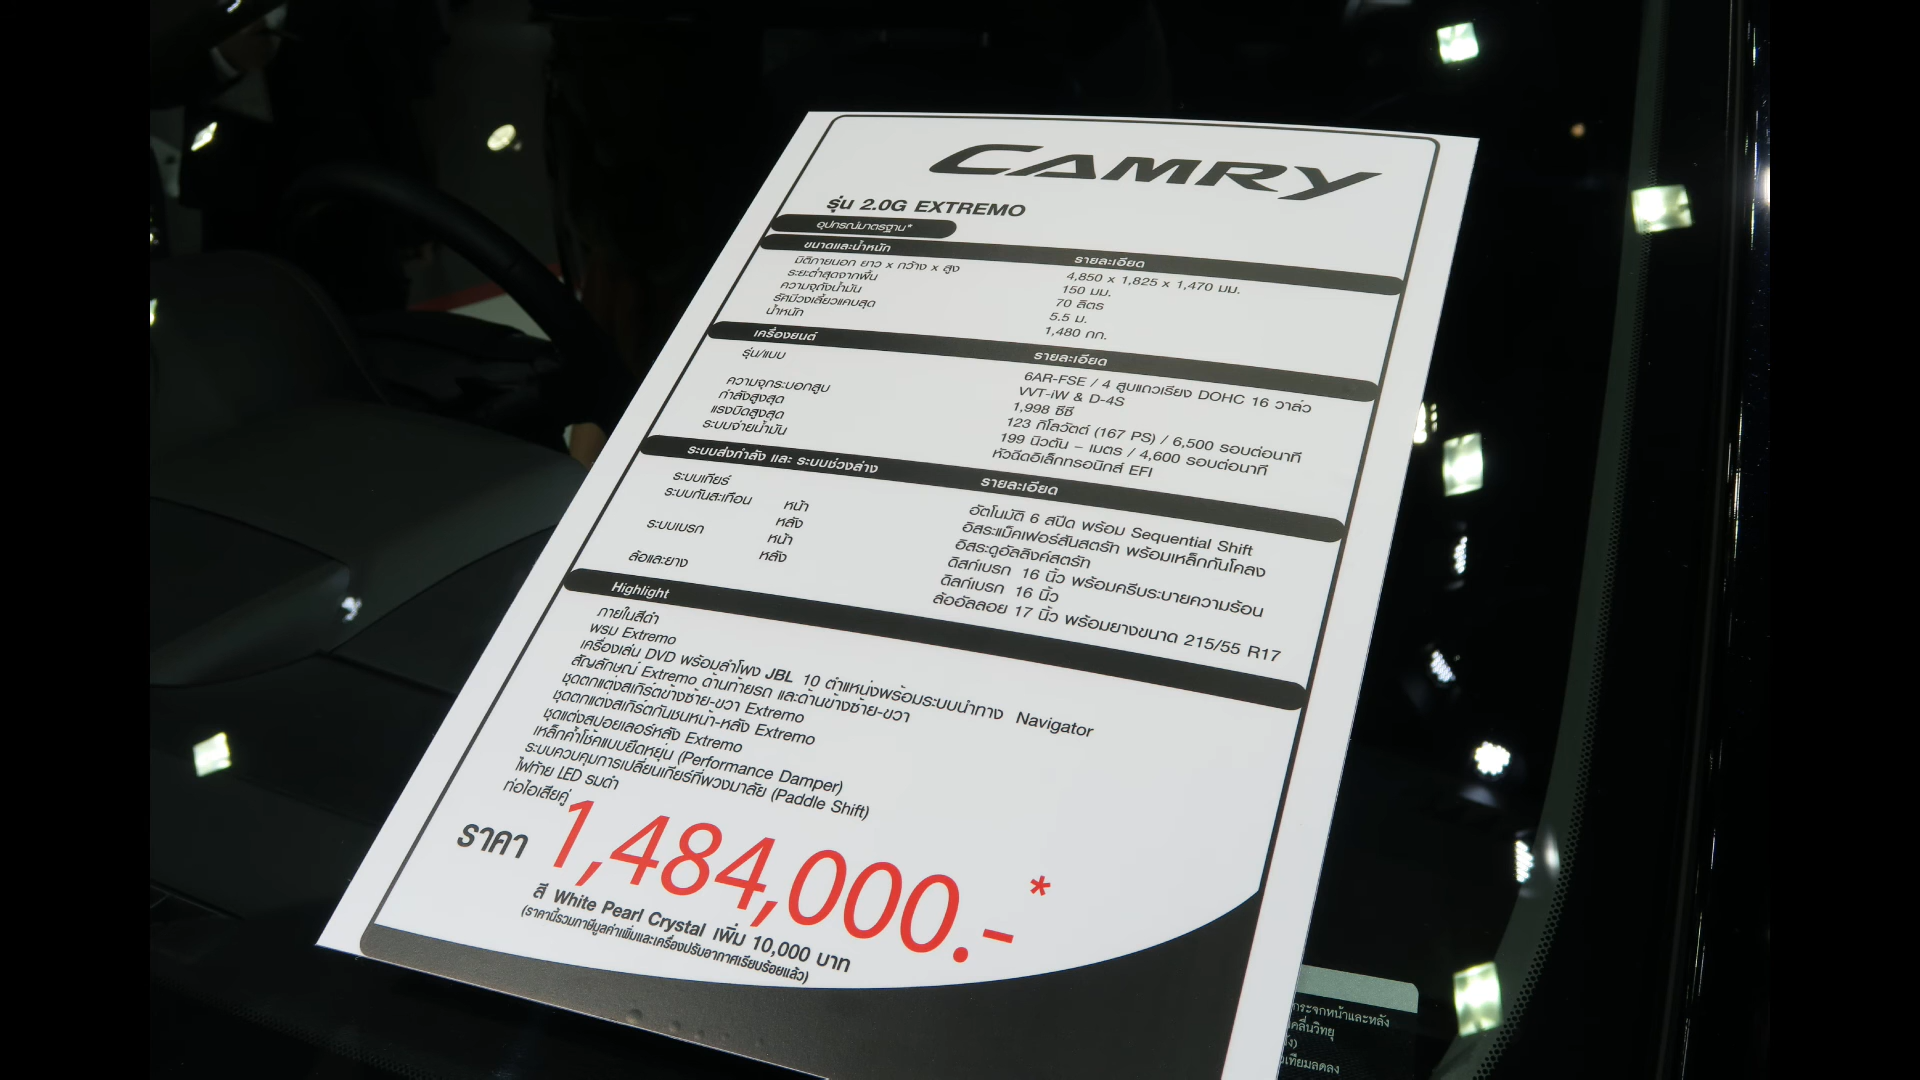 CAMRY
รุ่น 2.0G EXTREMO
อุปกรณ์มาตรฐาน*
ขนาดและน้ำหนัก รายละเอียด
มิติภายนอก ยาว x กว้าง x สูง 4,850 x 1,825 x 1,470 มม.
ระยะต่ำสุดจากพื้น 150 มม.
ความจุถังน้ำมัน 70 ลิตร
รัศมีวงเลี้ยวแคบสุด 5.5 ม.
น้ำหนัก 1,480 กก.
เครื่องยนต์ รายละเอียด
รุ่น/แบบ 6AR-FSE / 4 สูบแถวเรียง DOHC 16 วาล์ว
VVT-iW & D-4S
ความจุกระบอกสูบ 1,998 ซีซี
กำลังสูงสุด 123 กิโลวัตต์ (167 PS) / 6,500 รอบต่อนาที
แรงบิดสูงสุด 199 นิวตัน – เมตร / 4,600 รอบต่อนาที
ระบบจ่ายน้ำมัน หัวฉีดอิเล็กทรอนิกส์ EFI
ระบบส่งกำลัง และ ระบบช่วงล่าง รายละเอียด
ระบบเกียร์ อัตโนมัติ 6 สปีด พร้อม Sequential Shift
ระบบกันสะเทือน หน้า อิสระแม็คเฟอร์สันสตรัท พร้อมเหล็กกันโคลง
หลัง อิสระดูอัลลิงค์สตรัท
ระบบเบรก หน้า ดิสก์เบรก 16 นิ้ว พร้อมครีบระบายความร้อน
หลัง ดิสก์เบรก 16 นิ้ว
ล้อและยาง ล้ออัลลอย 17 นิ้ว พร้อมยางขนาด 215/55 R17
Highlight
ภายในสีดำ
พรม Extremo
เครื่องเล่น DVD พร้อมลำโพง JBL 10 ตำแหน่งพร้อมระบบนำทาง Navigator
สัญลักษณ์ Extremo ด้านท้ายรถ และด้านข้างซ้าย-ขวา
ชุดตกแต่งสเกิร์ตข้างซ้าย-ขวา Extremo
ชุดตกแต่งสเกิร์ตกันชนหน้า-หลัง Extremo
ชุดแต่งสปอยเลอร์หลัง Extremo
เหล็กค้ำโช้คแบบยืดหยุ่น (Performance Damper)
ระบบควบคุมการเปลี่ยนเกียร์ที่พวงมาลัย (Paddle Shift)
ไฟท้าย LED รมดำ
ท่อไอเสียคู่
ราคา 1,484,000.-*
สี White Pearl Crystal เพิ่ม 10,000 บาท
(ราคานี้รวมภาษีมูลค่าเพิ่มและเครื่องปรับอากาศเรียบร้อยแล้ว)
กระจกหน้าและหลัง
คลื่นวิทยุ